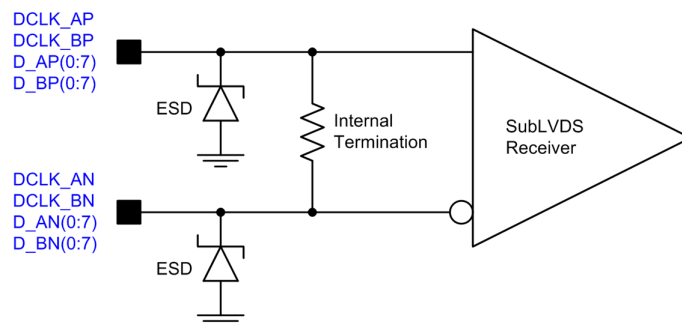 DCLK_AP
DCLK_BP
D_AP(0:7)
D_BP(0:7)
ESD
Internal
Termination
SubLVDS
Receiver
DCLK_AN
DCLK_BN
D_AN(0:7)
D_BN(0:7)
ESD